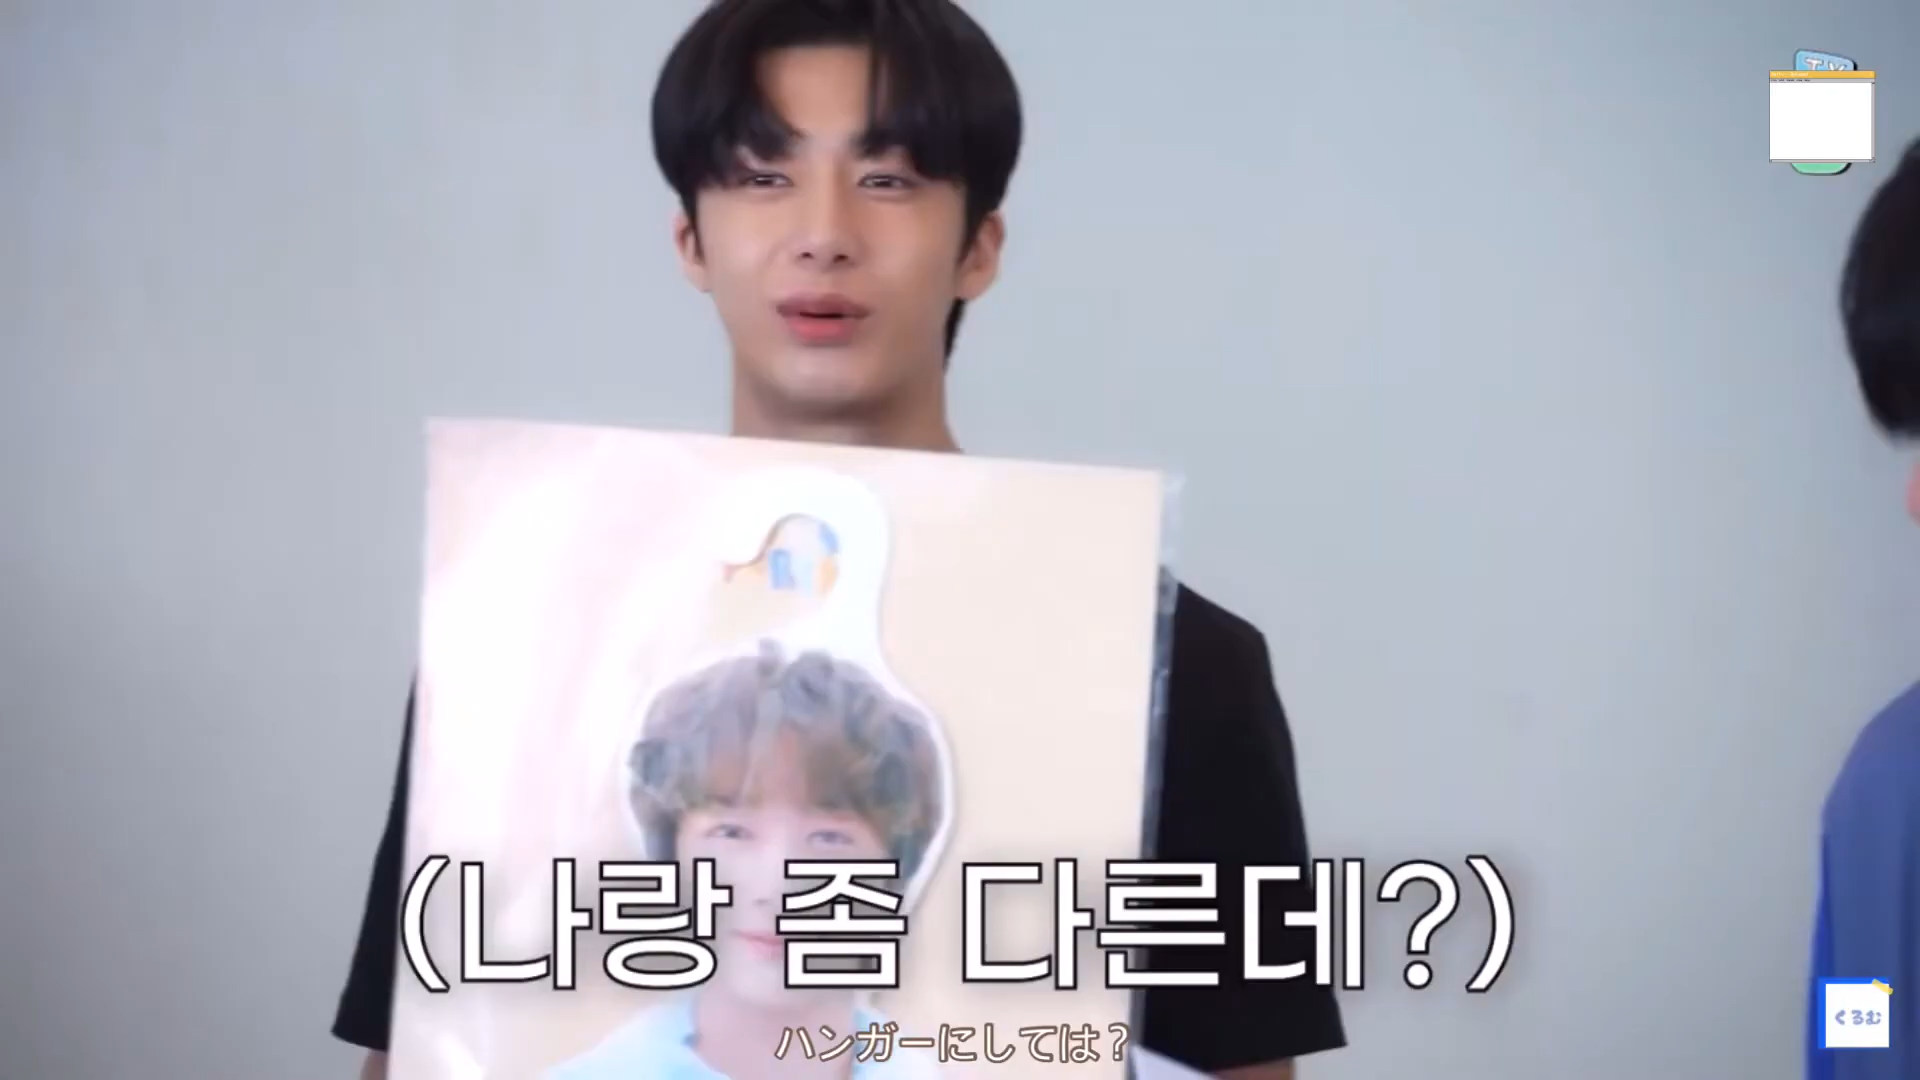 (나랑 좀 다른데?)
ハンガーにしては？
くるむ